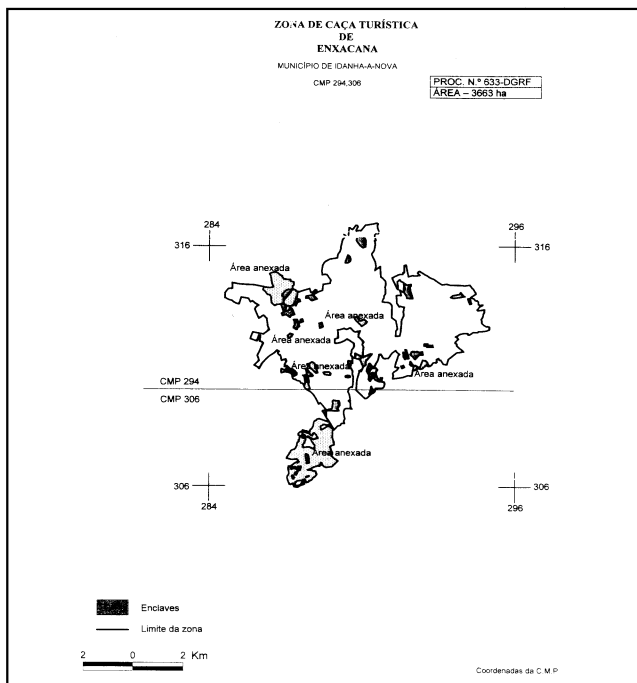 ZONA DE CAÇA TURÍSTICA
DE
ENXACANA
MUNICÍPIO DE IDANHA-A-NOVA
CMP 294,306
PROC. N.º 633-DGRF
ÁREA – 3663 ha
284
296
316
316
Área anexada
Área anexada
Área anexada
Área anexada
Área anexada
CMP 294
CMP 306
Área anexada
306
306
284
296
Enclaves
Limite da zona
2 0 2 Km
Coordenadas da C.M.P